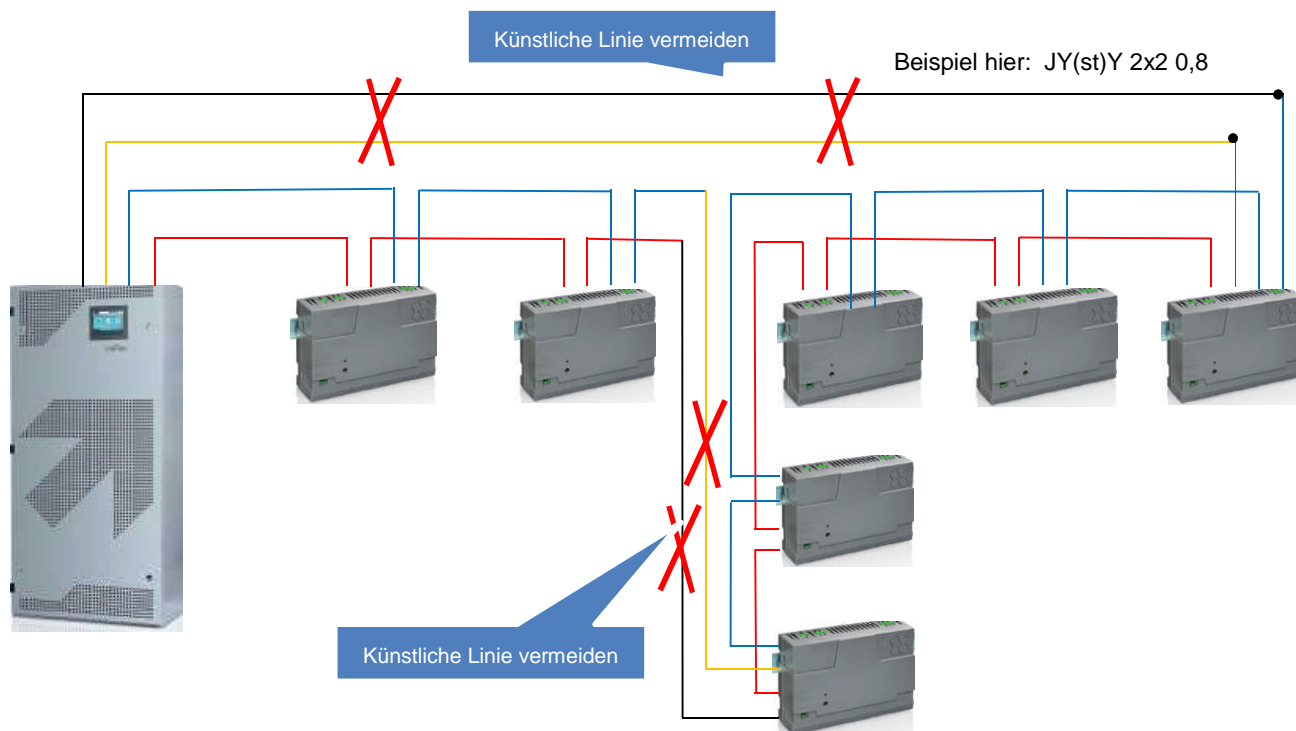 Künstliche Linie vermeiden
Beispiel hier: JY(st)Y 2x2 0,8
Künstliche Linie vermeiden